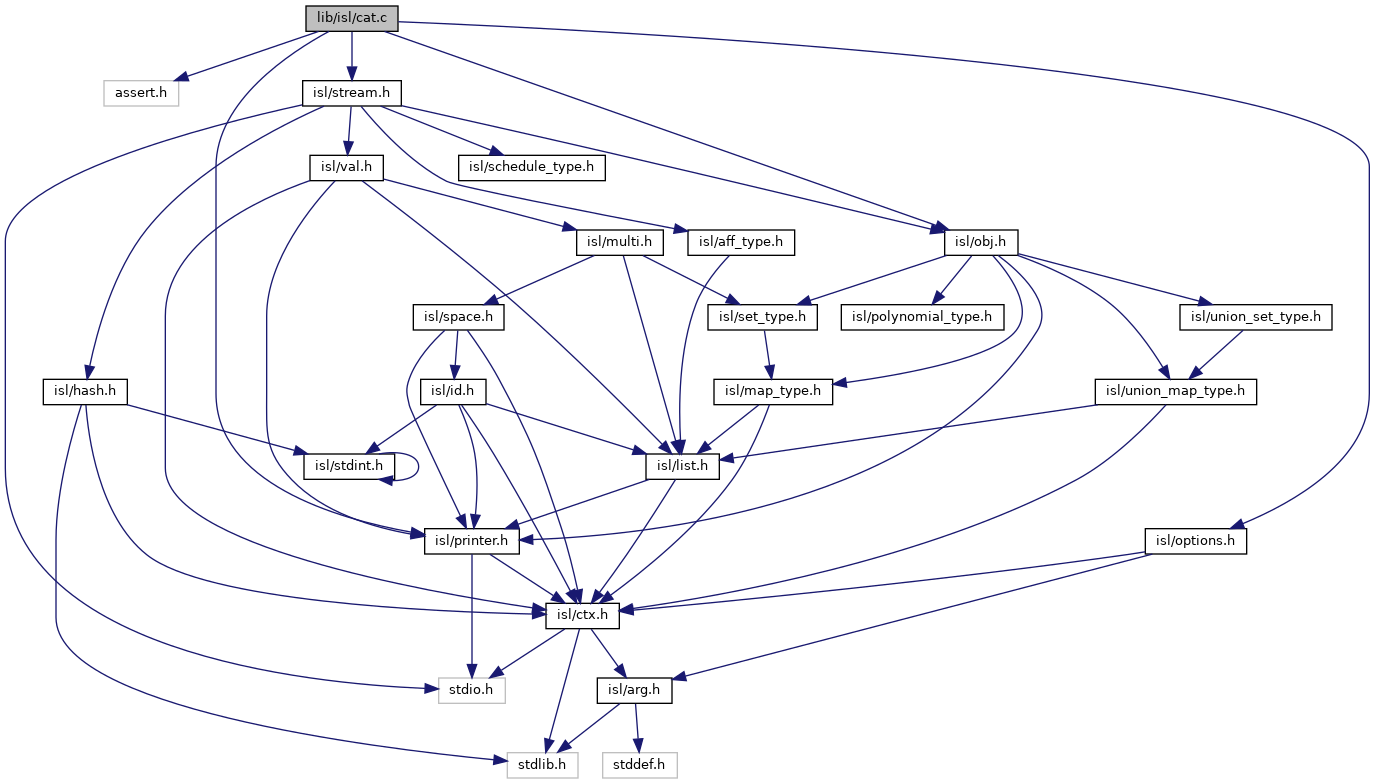 lib/isl/cat.c
assert.h
isl/stream.h
isl/val.h
isl/schedule_type.h
isl/multi.h
isl/aff_type.h
isl/obj.h
isl/space.h
isl/set_type.h
isl/polynomial_type.h
isl/union_set_type.h
isl/hash.h
isl/id.h
isl/map_type.h
isl/union_map_type.h
isl/stdint.h
isl/list.h
isl/printer.h
isl/options.h
isl/ctx.h
stdio.h
isl/arg.h
stdlib.h
stddef.h